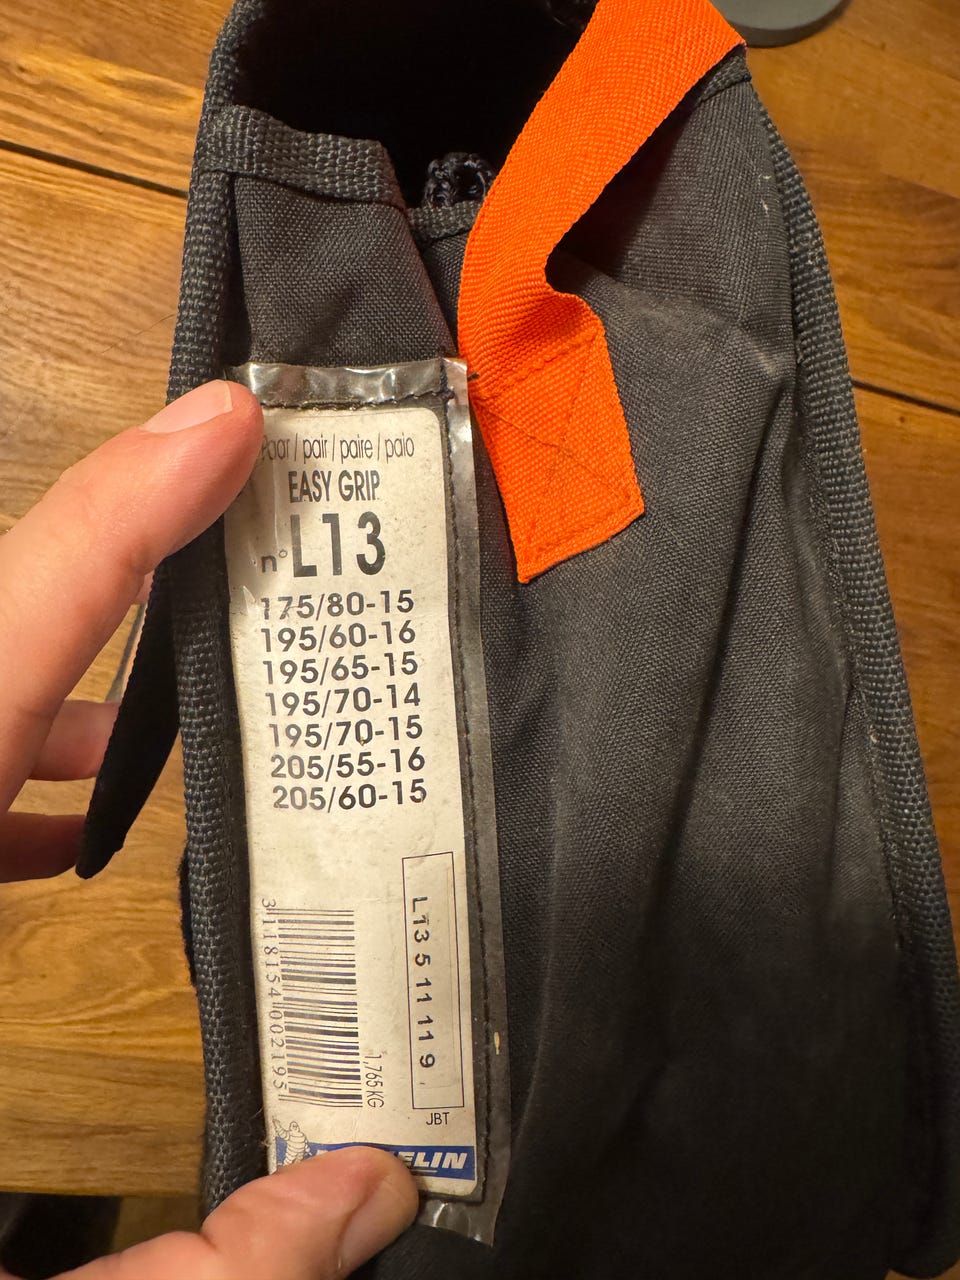 Paar / pair / paire / paio
EASY GRIP
n° L13
175/80-15
195/60-16
195/65-15
195/70-14
195/70-15
205/55-16
205/60-15
L13 5 11 11 9
3118154002195
1,765 KG
JBT